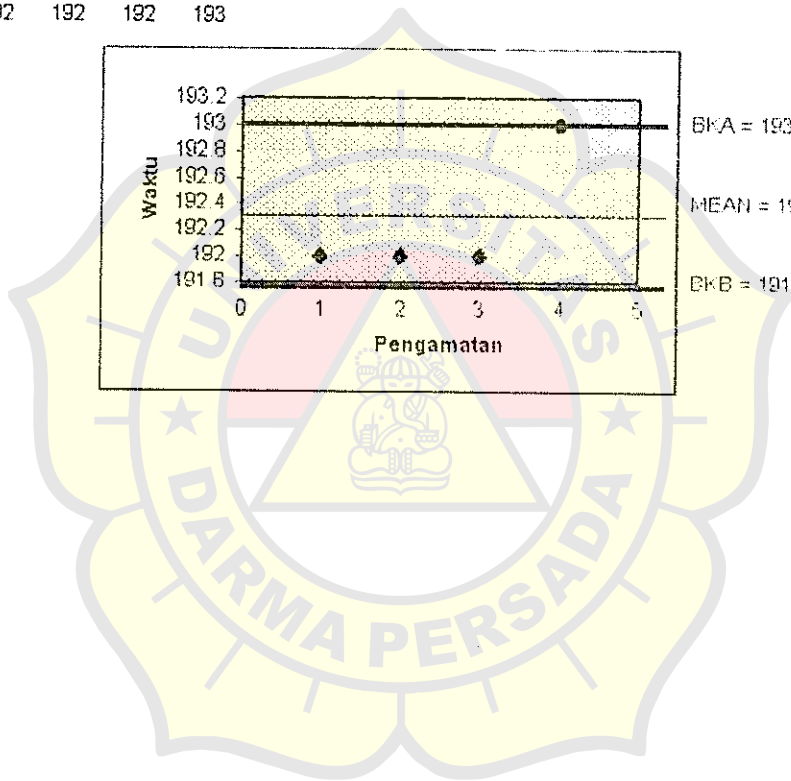 192 192 193
193.2
193
192.8
192.6
192.4
192.2
192
191.8
Waktu
0 1 2 3 4 5
Pengamatan
BKA = 193
MEAN = 19
BKB = 191
UNIVERSITAS
DARMA PERSADA